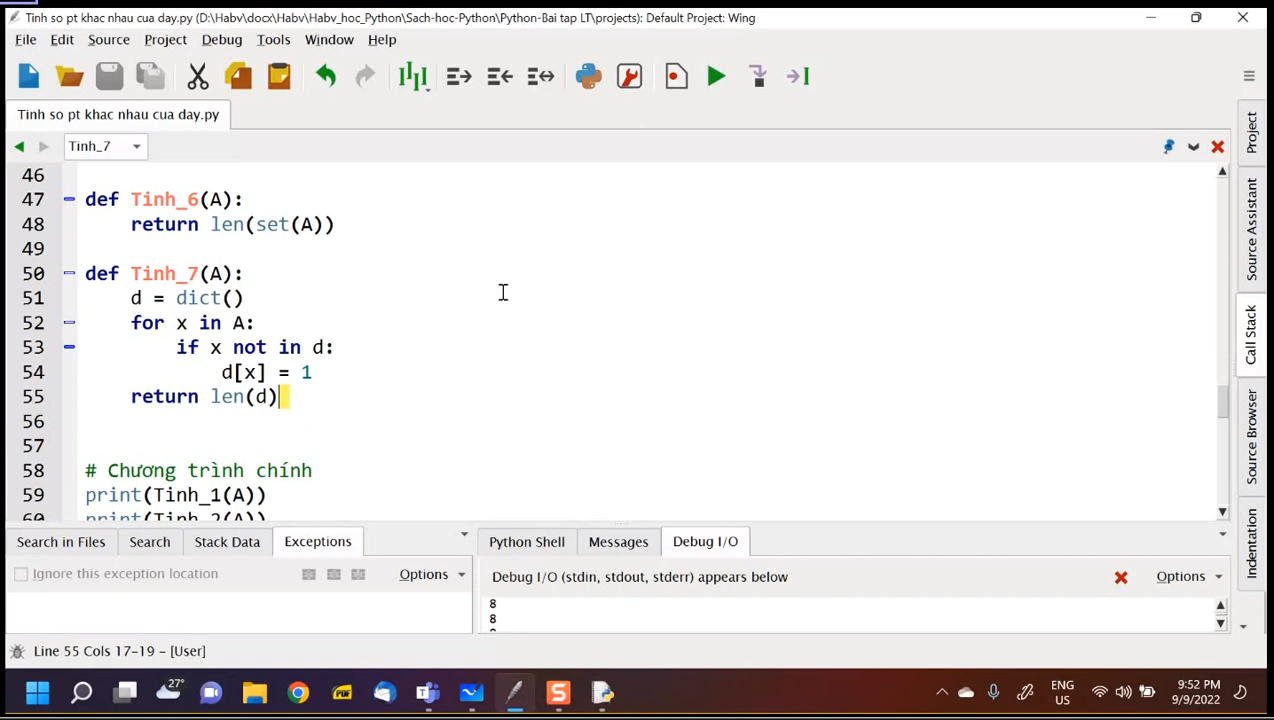 Tinh so pt khac nhau cua day.py (D:\Habv\docx\Habv\Habv_hoc_Python\Sach-hoc-Python\Python-Bai tap LT\projects): Default Project: Wing
File Edit Source Project Debug Tools Window Help
Tinh so pt khac nhau cua day.py
Tinh_7
46
47 def Tinh_6(A):
48 return len(set(A))
49
50 def Tinh_7(A):
51 d = dict()
52 for x in A:
53 if x not in d:
54 d[x] = 1
55 return len(d)
56
57
58 # Chương trình chính
59 print(Tinh_1(A))
60 print(Tinh_2(A))
Project
Source Assistant
Call Stack
Source Browser
Indentation
Search in Files Search Stack Data Exceptions
Ignore this exception location Options
Python Shell Messages Debug I/O
Debug I/O (stdin, stdout, stderr) appears below Options
8
8
Line 55 Cols 17-19 - [User]
27°
PDF
S
ENG
US
9:52 PM
9/9/2022